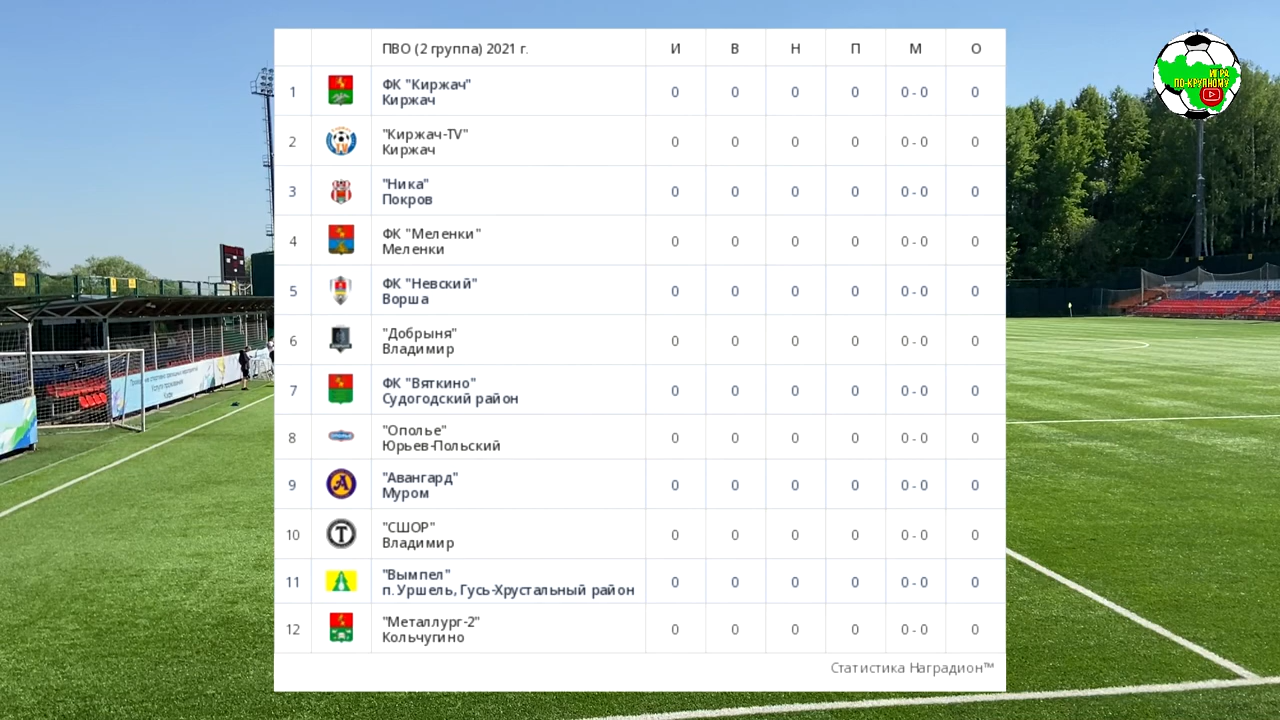 ПВО (2 группа) 2021 г. И В Н П М О
1 ФК "Киржач" 0 0 0 0 0 - 0 0
Киржач
2 "Киржач-TV" 0 0 0 0 0 - 0 0
Киржач
3 "Ника" 0 0 0 0 0 - 0 0
Покров
4 ФК "Меленки" 0 0 0 0 0 - 0 0
Меленки
5 ФК "Невский" 0 0 0 0 0 - 0 0
Ворша
6 "Добрыня" 0 0 0 0 0 - 0 0
Владимир
7 ФК "Вяткино" 0 0 0 0 0 - 0 0
Судогодский район
8 "Ополье" 0 0 0 0 0 - 0 0
Юрьев-Польский
9 "Авангард" 0 0 0 0 0 - 0 0
Муром
10 "СШОР" 0 0 0 0 0 - 0 0
Владимир
11 "Вымпел" 0 0 0 0 0 - 0 0
п. Уршель, Гусь-Хрустальный район
12 "Металлург-2" 0 0 0 0 0 - 0 0
Кольчугино
Статистика Наградион™
ИГРА
ПО-КРУПНОМУ
TV
А
Т